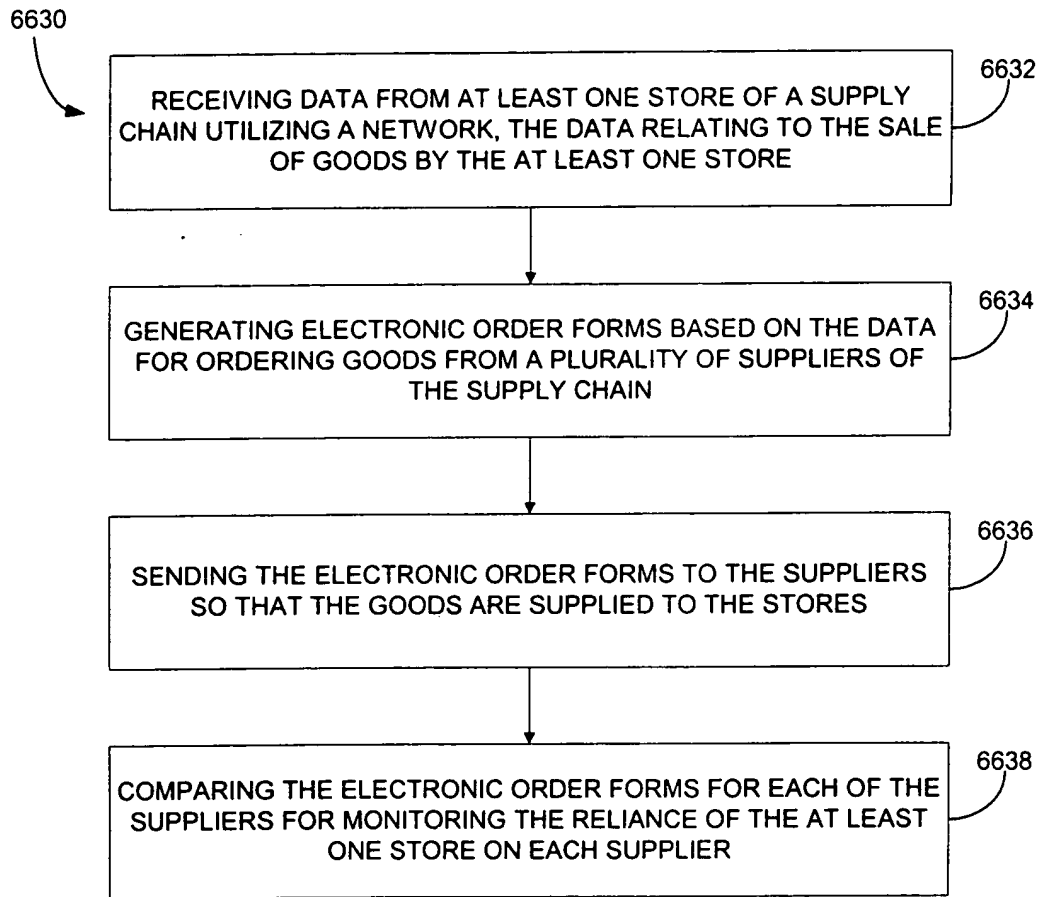 6630
6632
RECEIVING DATA FROM AT LEAST ONE STORE OF A SUPPLY
CHAIN UTILIZING A NETWORK, THE DATA RELATING TO THE SALE
OF GOODS BY THE AT LEAST ONE STORE
6634
GENERATING ELECTRONIC ORDER FORMS BASED ON THE DATA
FOR ORDERING GOODS FROM A PLURALITY OF SUPPLIERS OF
THE SUPPLY CHAIN
6636
SENDING THE ELECTRONIC ORDER FORMS TO THE SUPPLIERS
SO THAT THE GOODS ARE SUPPLIED TO THE STORES
6638
COMPARING THE ELECTRONIC ORDER FORMS FOR EACH OF THE
SUPPLIERS FOR MONITORING THE RELIANCE OF THE AT LEAST
ONE STORE ON EACH SUPPLIER